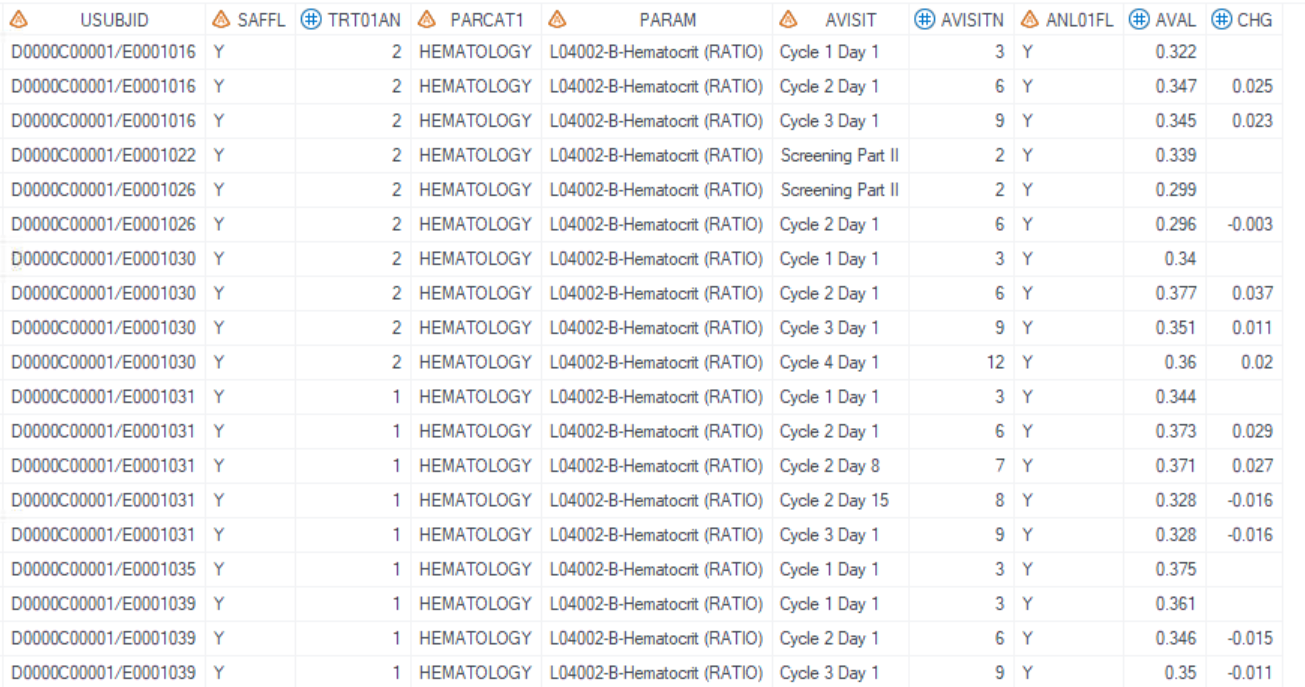 USUBJID SAFFL TRT01AN PARCAT1 PARAM AVISIT AVISITN ANL01FL AVAL CHG
D0000C00001/E0001016 Y 2 HEMATOLOGY L04002-B-Hematocrit (RATIO) Cycle 1 Day 1 3 Y 0.322
D0000C00001/E0001016 Y 2 HEMATOLOGY L04002-B-Hematocrit (RATIO) Cycle 2 Day 1 6 Y 0.347 0.025
D0000C00001/E0001016 Y 2 HEMATOLOGY L04002-B-Hematocrit (RATIO) Cycle 3 Day 1 9 Y 0.345 0.023
D0000C00001/E0001022 Y 2 HEMATOLOGY L04002-B-Hematocrit (RATIO) Screening Part II 2 Y 0.339
D0000C00001/E0001026 Y 2 HEMATOLOGY L04002-B-Hematocrit (RATIO) Screening Part II 2 Y 0.299
D0000C00001/E0001026 Y 2 HEMATOLOGY L04002-B-Hematocrit (RATIO) Cycle 2 Day 1 6 Y 0.296 -0.003
D0000C00001/E0001030 Y 2 HEMATOLOGY L04002-B-Hematocrit (RATIO) Cycle 1 Day 1 3 Y 0.34
D0000C00001/E0001030 Y 2 HEMATOLOGY L04002-B-Hematocrit (RATIO) Cycle 2 Day 1 6 Y 0.377 0.037
D0000C00001/E0001030 Y 2 HEMATOLOGY L04002-B-Hematocrit (RATIO) Cycle 3 Day 1 9 Y 0.351 0.011
D0000C00001/E0001030 Y 2 HEMATOLOGY L04002-B-Hematocrit (RATIO) Cycle 4 Day 1 12 Y 0.36 0.02
D0000C00001/E0001031 Y 1 HEMATOLOGY L04002-B-Hematocrit (RATIO) Cycle 1 Day 1 3 Y 0.344
D0000C00001/E0001031 Y 1 HEMATOLOGY L04002-B-Hematocrit (RATIO) Cycle 2 Day 1 6 Y 0.373 0.029
D0000C00001/E0001031 Y 1 HEMATOLOGY L04002-B-Hematocrit (RATIO) Cycle 2 Day 8 7 Y 0.371 0.027
D0000C00001/E0001031 Y 1 HEMATOLOGY L04002-B-Hematocrit (RATIO) Cycle 2 Day 15 8 Y 0.328 -0.016
D0000C00001/E0001031 Y 1 HEMATOLOGY L04002-B-Hematocrit (RATIO) Cycle 3 Day 1 9 Y 0.328 -0.016
D0000C00001/E0001035 Y 1 HEMATOLOGY L04002-B-Hematocrit (RATIO) Cycle 1 Day 1 3 Y 0.375
D0000C00001/E0001039 Y 1 HEMATOLOGY L04002-B-Hematocrit (RATIO) Cycle 1 Day 1 3 Y 0.361
D0000C00001/E0001039 Y 1 HEMATOLOGY L04002-B-Hematocrit (RATIO) Cycle 2 Day 1 6 Y 0.346 -0.015
D0000C00001/E0001039 Y 1 HEMATOLOGY L04002-B-Hematocrit (RATIO) Cycle 3 Day 1 9 Y 0.35 -0.011